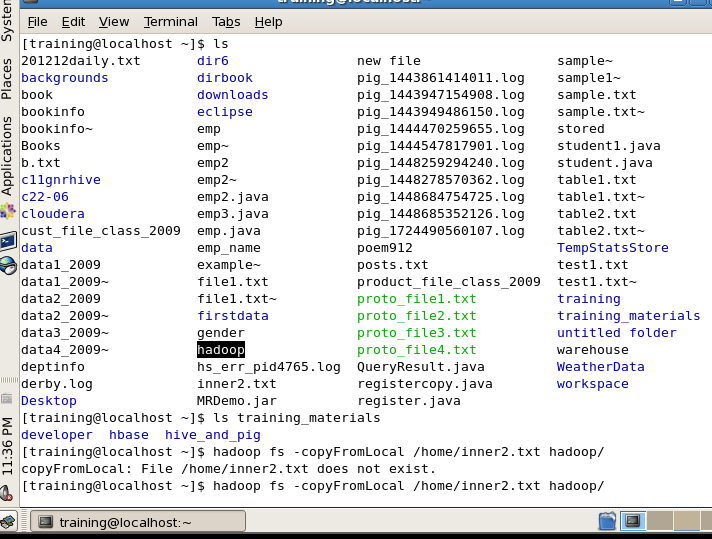 training@localhost:~
File Edit View Terminal Tabs Help
[training@localhost ~]$ ls
201212daily.txt dir6 new file sample~
backgrounds dirbook pig_1443861414011.log sample1~
book downloads pig_1443947154908.log sample.txt
bookinfo eclipse pig_1443949486150.log sample.txt~
bookinfo~ emp pig_1444470259655.log stored
Books emp~ pig_1444547817901.log student1.java
b.txt emp2 pig_1448259294240.log student.java
c11gnrhive emp2~ pig_1448278570362.log table1.txt
c22-06 emp2.java pig_1448684754725.log table1.txt~
cloudera emp3.java pig_1448685352126.log table2.txt
cust_file_class_2009 emp.java pig_1724490560107.log table2.txt~
data emp_name poem912 TempStatsStore
data1_2009 example~ posts.txt test1.txt
data1_2009~ file1.txt product_file_class_2009 test1.txt~
data2_2009 file1.txt~ proto_file1.txt training
data2_2009~ firstdata proto_file2.txt training_materials
data3_2009~ gender proto_file3.txt untitled folder
data4_2009~ hadoop proto_file4.txt warehouse
deptinfo hs_err_pid4765.log QueryResult.java WeatherData
derby.log inner2.txt registercopy.java workspace
Desktop MRDemo.jar register.java
[training@localhost ~]$ ls training_materials
developer hbase hive_and_pig
[training@localhost ~]$ hadoop fs -copyFromLocal /home/inner2.txt hadoop/
copyFromLocal: File /home/inner2.txt does not exist.
[training@localhost ~]$ hadoop fs -copyFromLocal /home/inner2.txt hadoop/
training@localhost:~
Applications Places System
11:36 PM